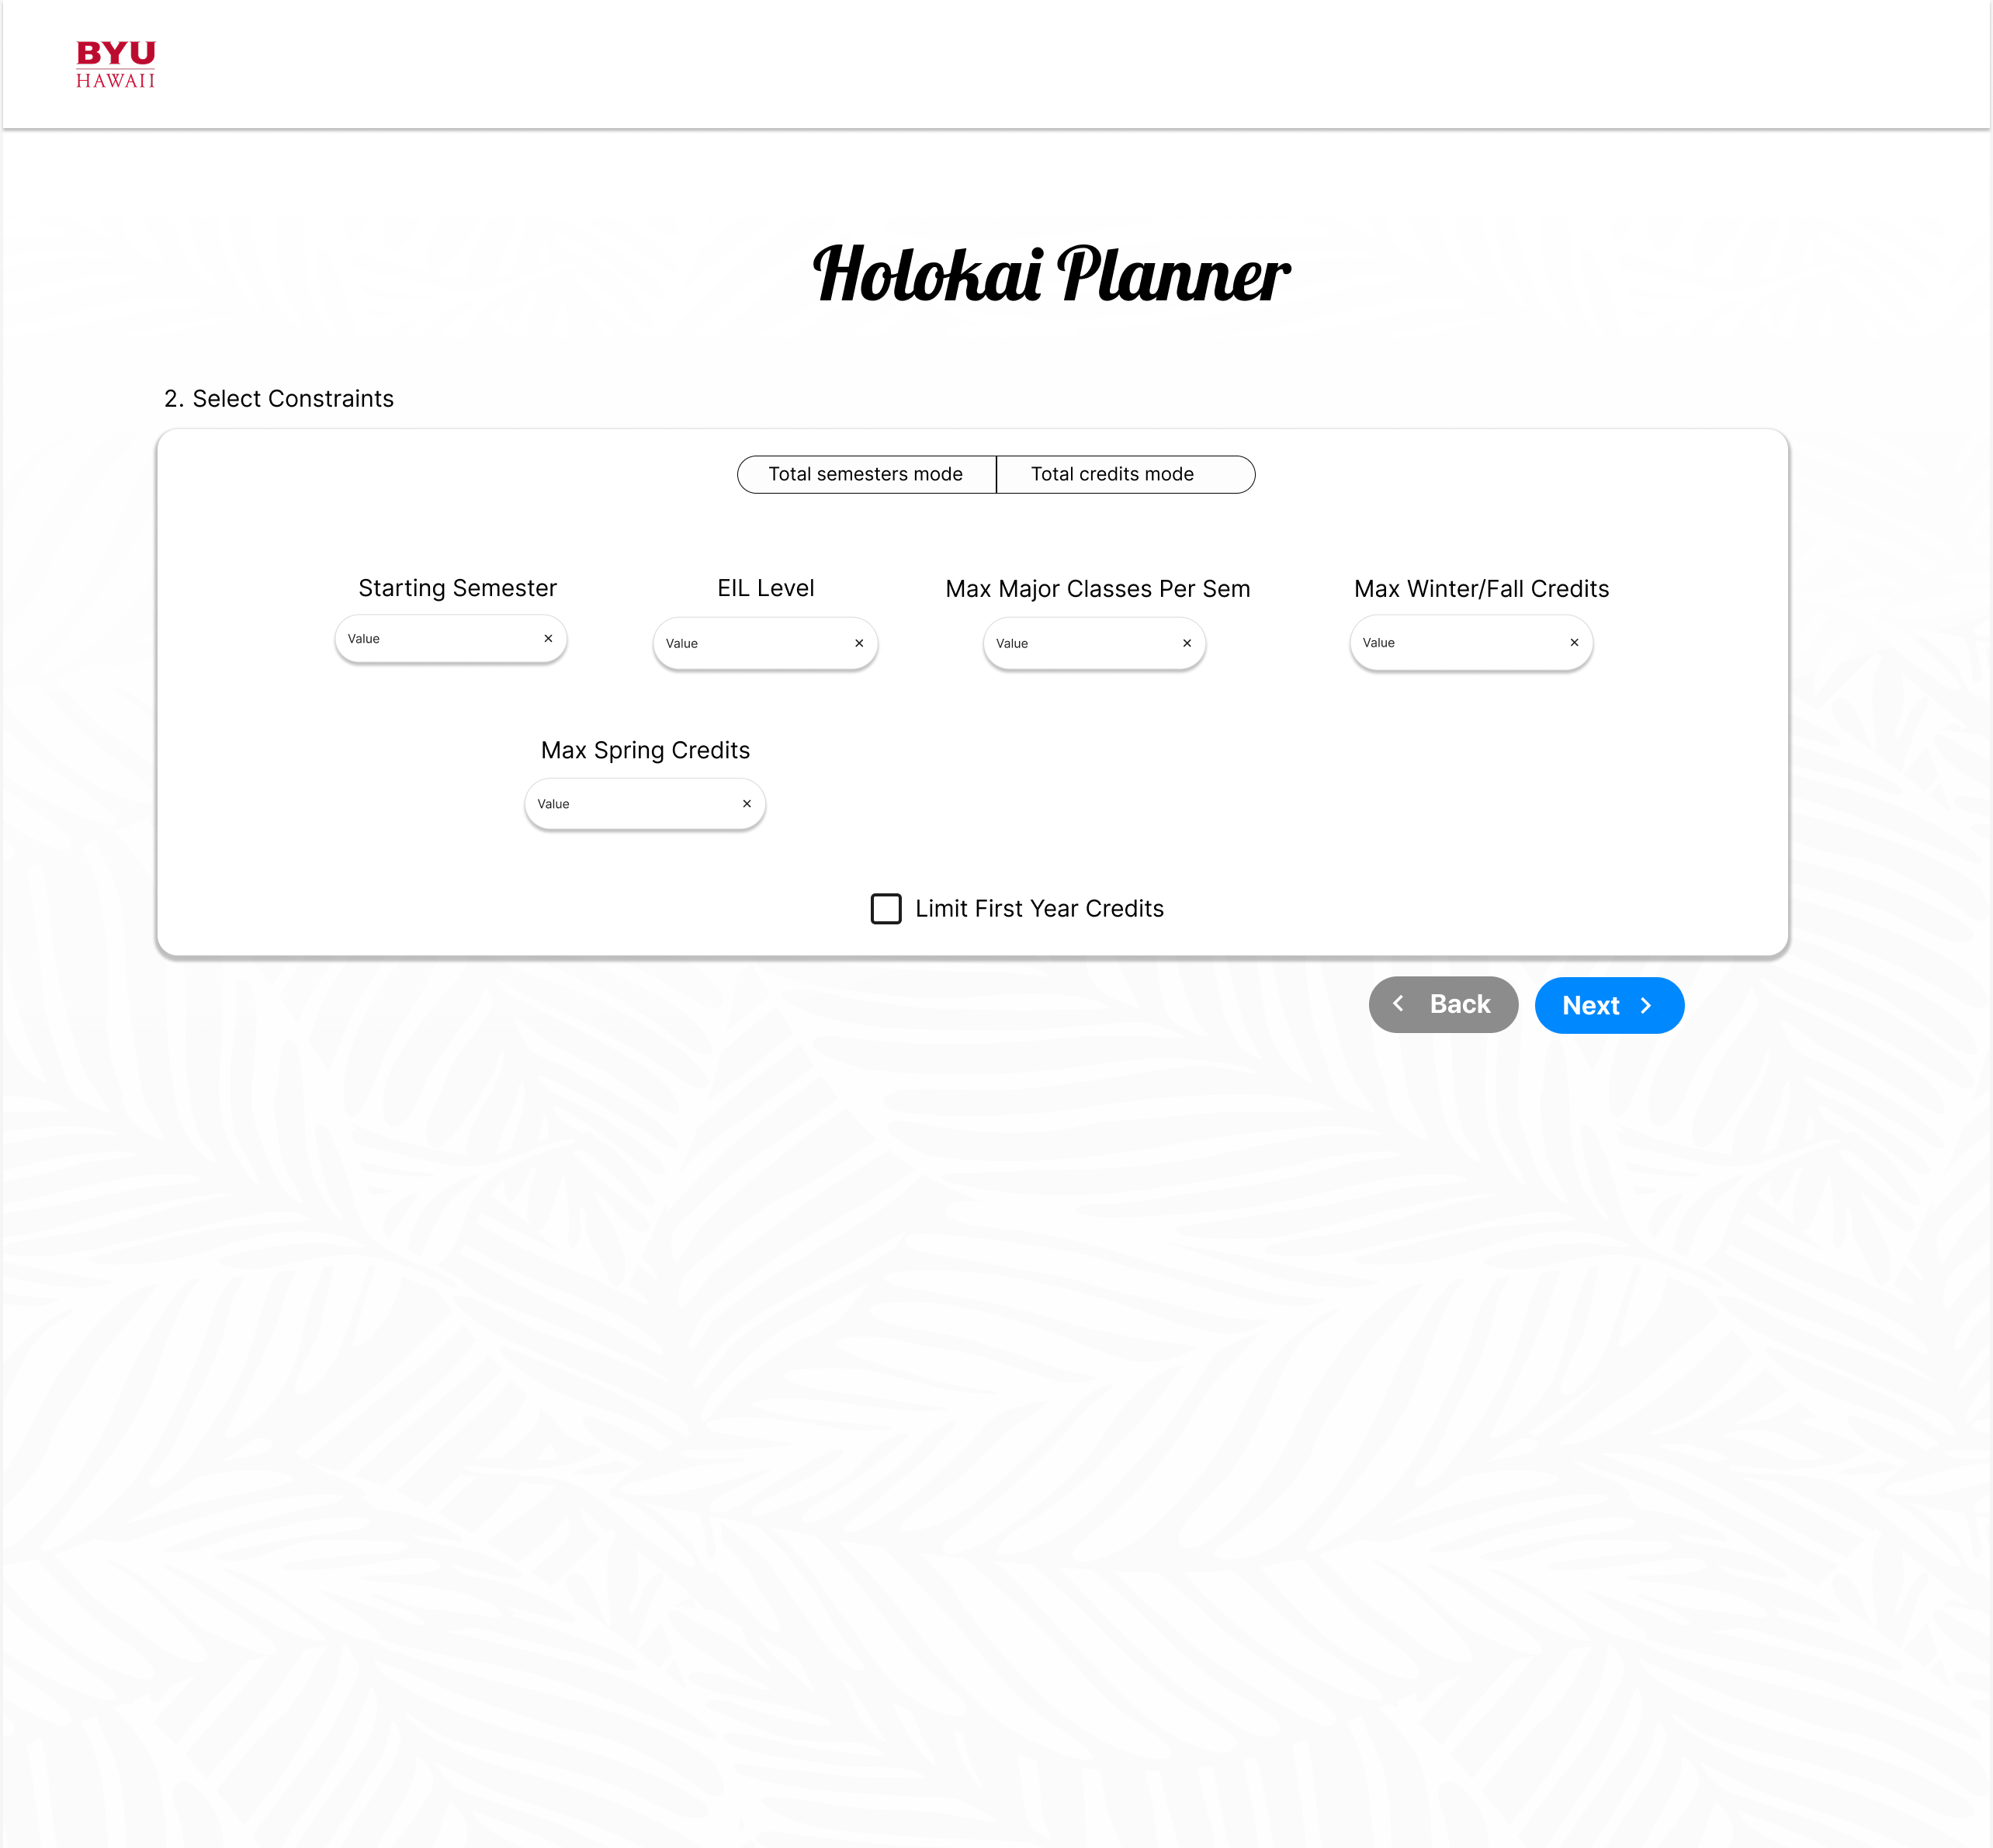 BYU
HAWAII
Holokai Planner
2. Select Constraints
Total semesters mode
Total credits mode
Starting Semester
EIL Level
Max Major Classes Per Sem
Max Winter/Fall Credits
Value
Value
Value
Value
Max Spring Credits
Value
Limit First Year Credits
Back
Next